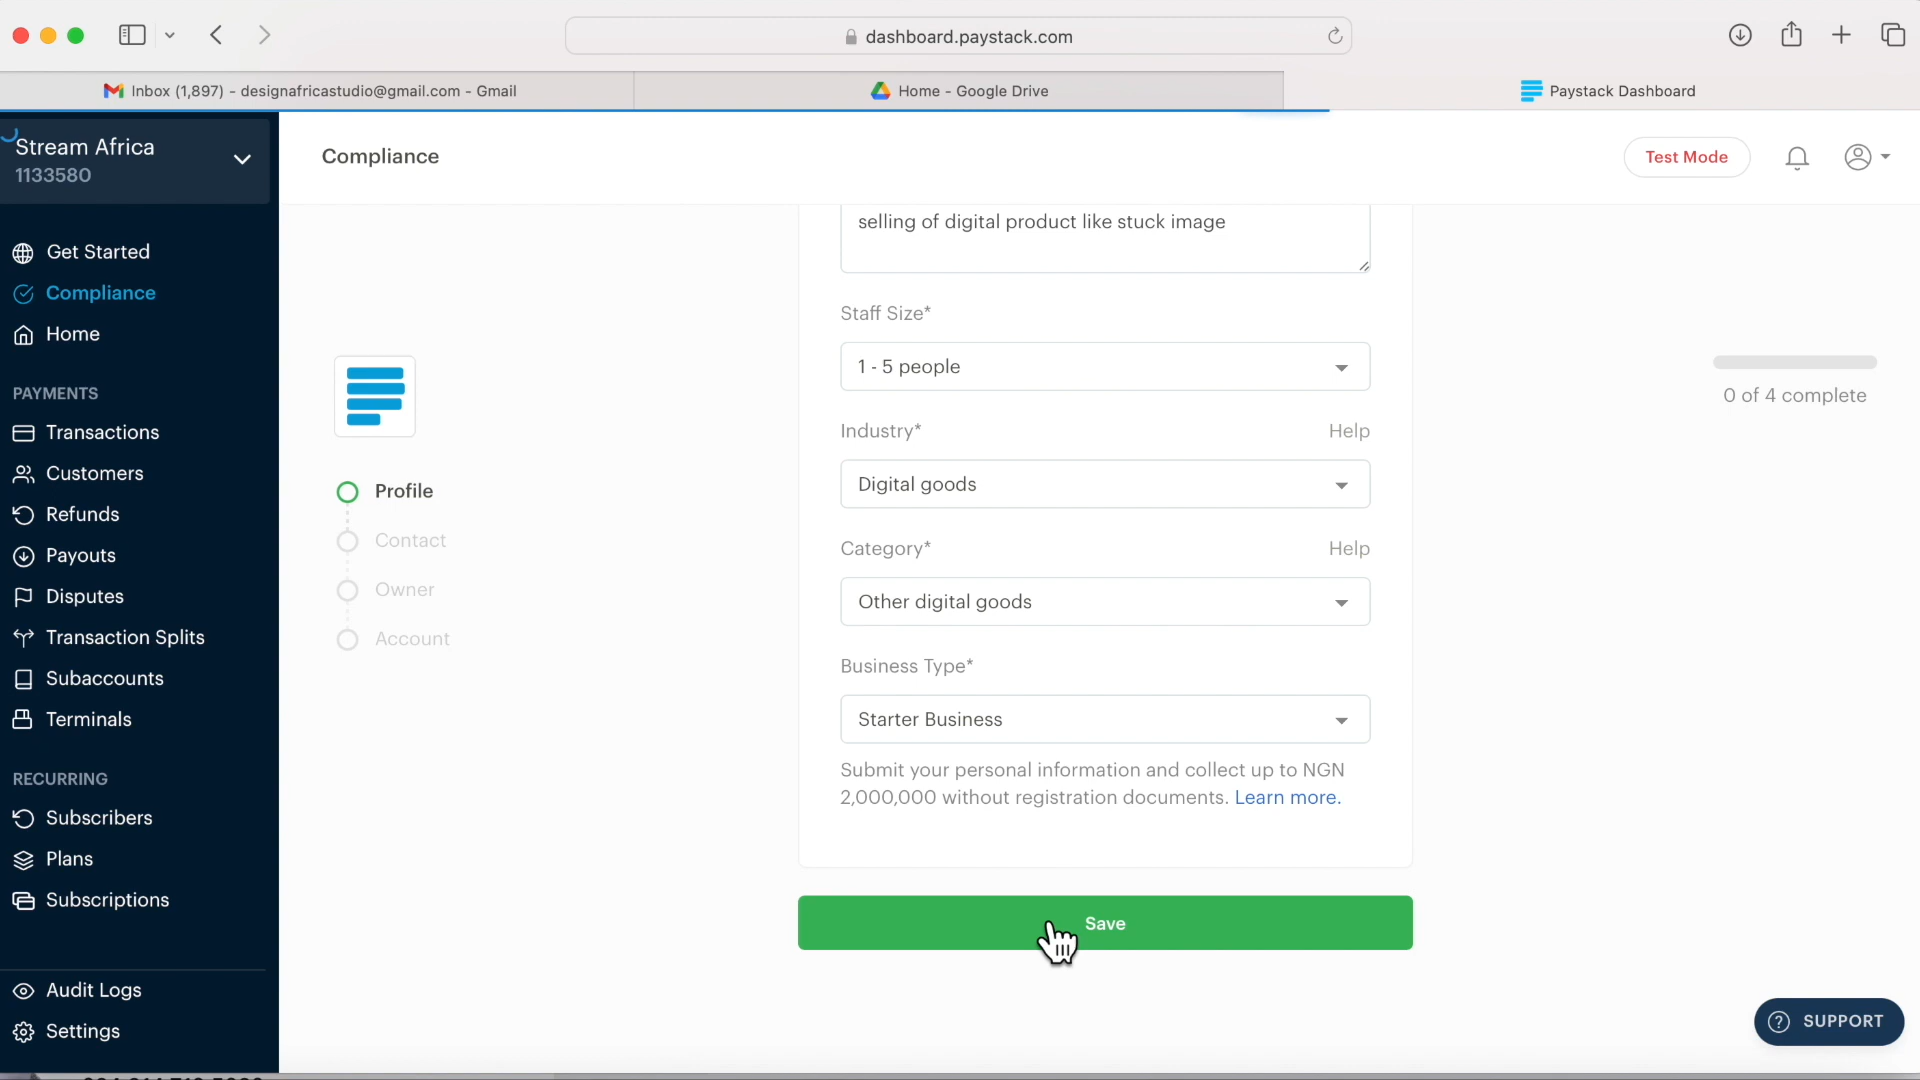 dashboard.paystack.com
Inbox (1,897) - designafricastudio@gmail.com - Gmail
Home - Google Drive
Paystack Dashboard
Stream Africa
1133580
Compliance
Test Mode
Get Started
Compliance
Home
PAYMENTS
Transactions
Customers
Refunds
Payouts
Disputes
Transaction Splits
Subaccounts
Terminals
RECURRING
Subscribers
Plans
Subscriptions
Audit Logs
Settings
Profile
Contact
Owner
Account
selling of digital product like stuck image
Staff Size*
1 - 5 people
Industry* Help
Digital goods
Category* Help
Other digital goods
Business Type*
Starter Business
Submit your personal information and collect up to NGN
2,000,000 without registration documents. Learn more.
Save
0 of 4 complete
SUPPORT